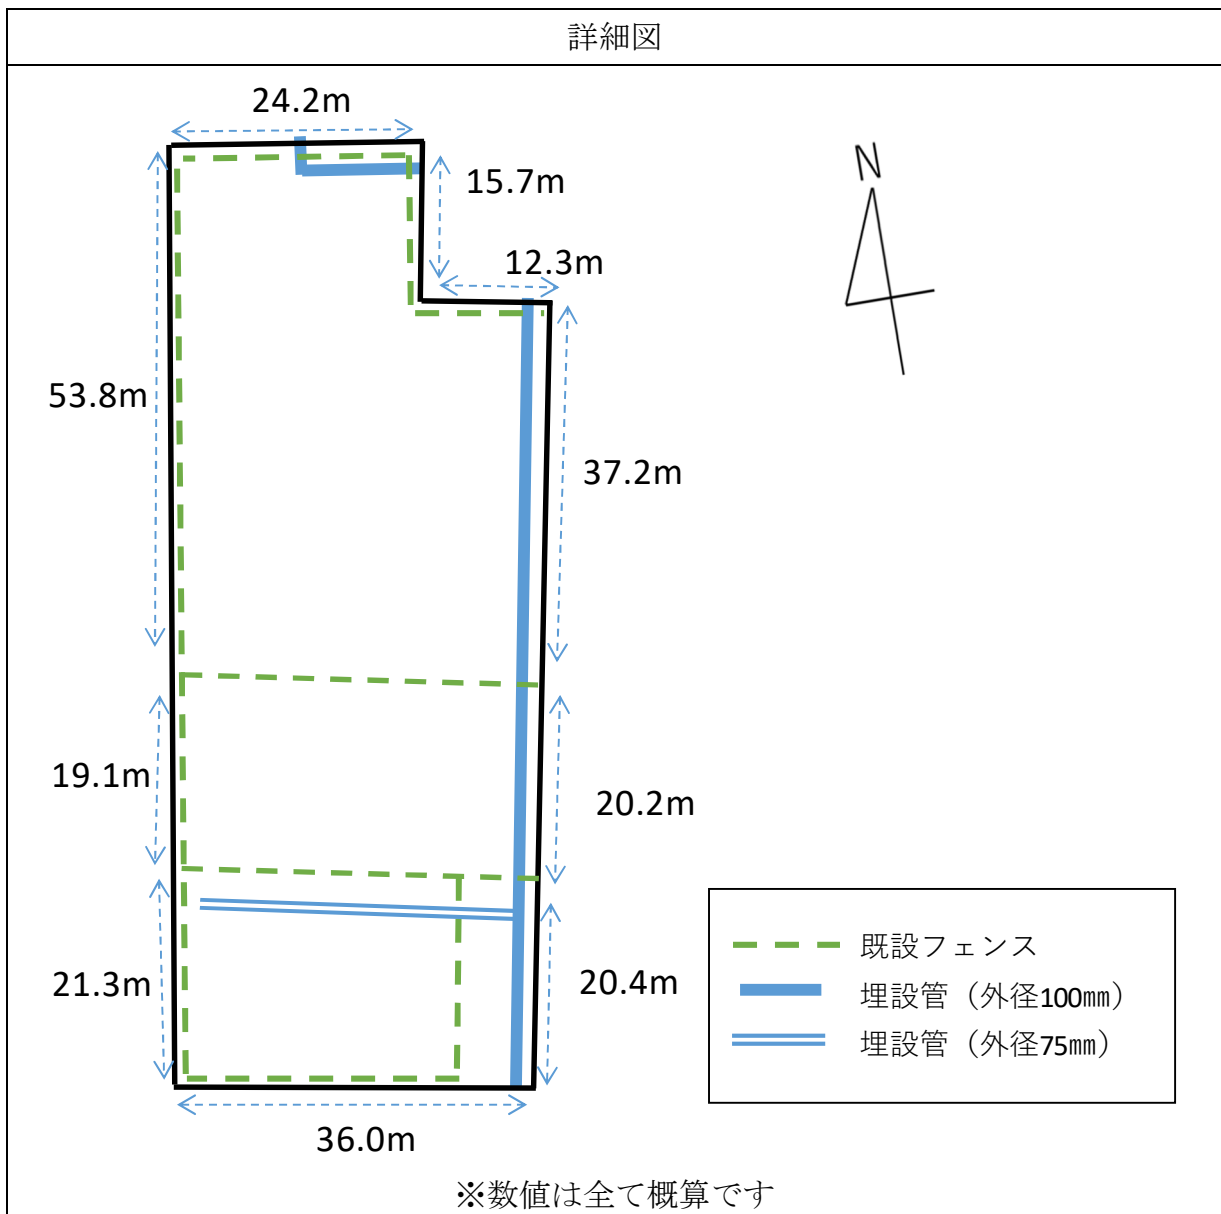 詳細図
24.2m
N
15.7m
12.3m
53.8m
37.2m
19.1m
20.2m
21.3m
20.4m
既設フェンス
埋設管（外径100㎜）
埋設管（外径75㎜）
36.0m
※数値は全て概算です